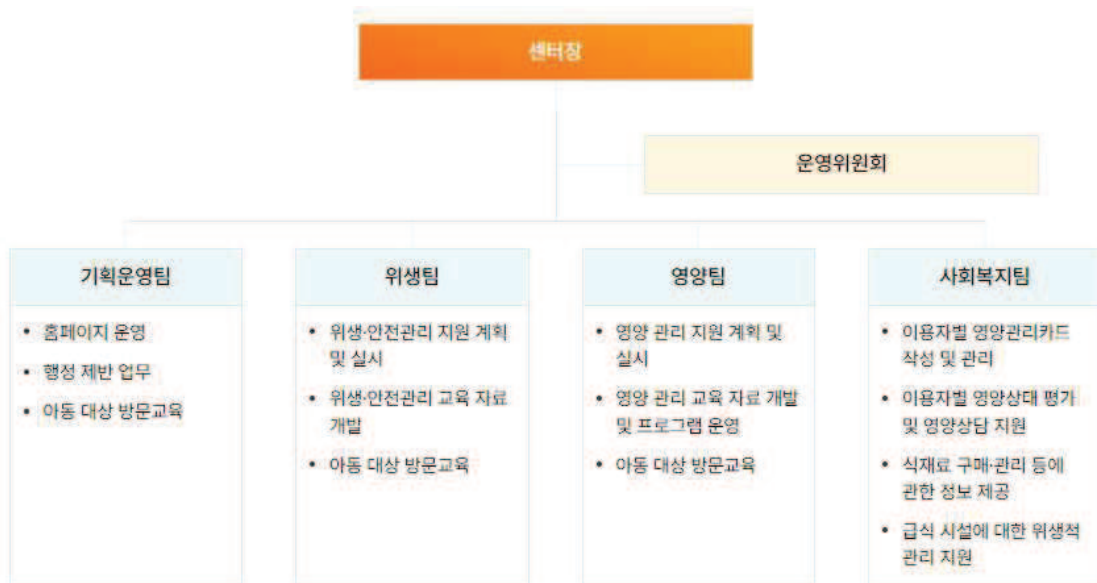 센터장
운영위원회
기획운영팀
• 홈페이지 운영
• 행정 제반 업무
• 아동 대상 방문교육
위생팀
• 위생·안전관리 지원 계획
및 실시
• 위생·안전관리 교육 자료
개발
• 아동 대상 방문교육
영양팀
• 영양 관리 지원 계획 및
실시
• 영양 관리 교육 자료 개발
및 프로그램 운영
• 아동 대상 방문교육
사회복지팀
• 이용자별 영양관리카드
작성 및 관리
• 이용자별 영양상태 평가
및 영양상담 지원
• 식재료 구매·관리 등에
관한 정보 제공
• 급식 시설에 대한 위생적
관리 지원